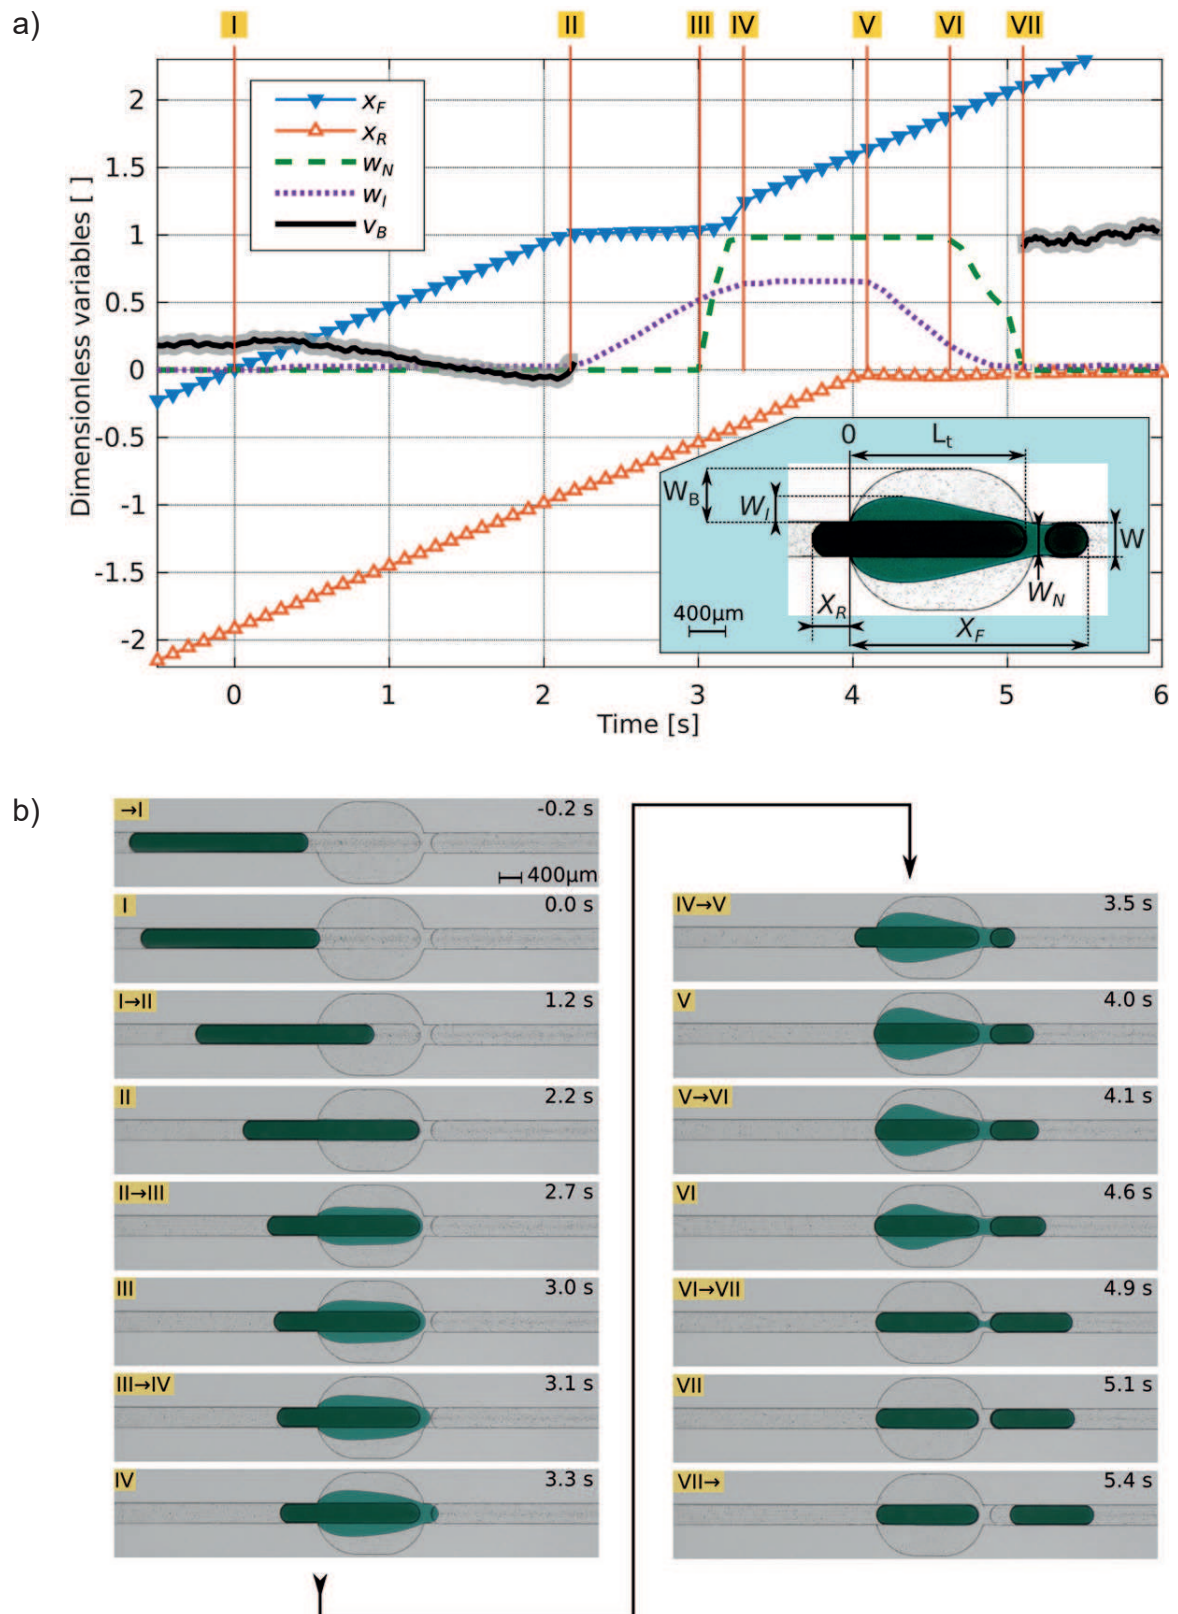 a)
I II III IV V VI VII
x_F
x_R
w_N
w_I
v_B
Dimensionless variables [ ]
2
1.5
1
0.5
0
-0.5
-1
-1.5
-2
0 1 2 3 4 5 6
Time [s]
0 L_t
W_B
W_I
W
W_N
X_R
X_F
400µm
b)
→I -0.2 s
400µm
I 0.0 s
I→II 1.2 s
II 2.2 s
II→III 2.7 s
III 3.0 s
III→IV 3.1 s
IV 3.3 s
IV→V 3.5 s
V 4.0 s
V→VI 4.1 s
VI 4.6 s
VI→VII 4.9 s
VII 5.1 s
VII→ 5.4 s